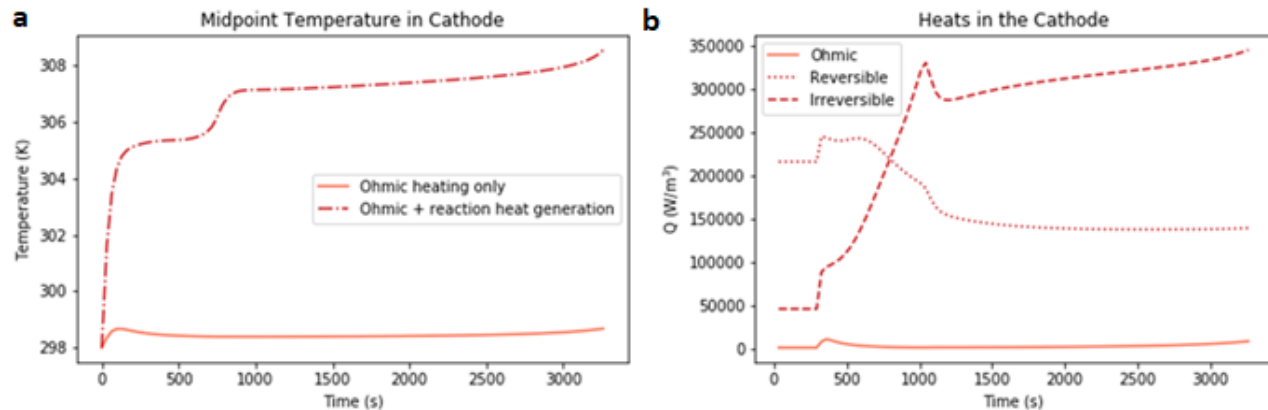 a
Midpoint Temperature in Cathode
308
306
304
302
300
298
Temperature (K)
Ohmic heating only
Ohmic + reaction heat generation
0 500 1000 1500 2000 2500 3000
Time (s)
b
Heats in the Cathode
350000
300000
250000
200000
150000
100000
50000
0
Q (W/m³)
Ohmic
Reversible
Irreversible
0 500 1000 1500 2000 2500 3000
Time (s)